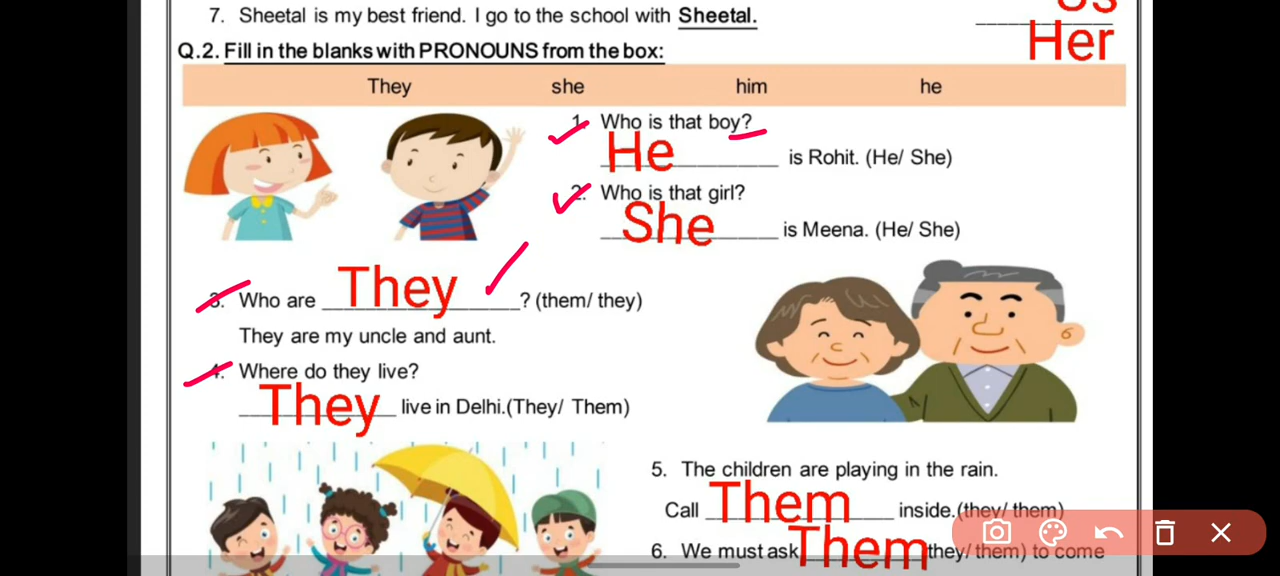 7. Sheetal is my best friend. I go to the school with Sheetal.
Her
Q.2. Fill in the blanks with PRONOUNS from the box:
They she him he
1. Who is that boy?
He is Rohit. (He/ She)
2. Who is that girl?
She is Meena. (He/ She)
3. Who are They ? (them/ they)
They are my uncle and aunt.
4. Where do they live?
They live in Delhi.(They/ Them)
5. The children are playing in the rain.
Call Them inside.(they/ them)
6. We must ask Them they/ them) to come